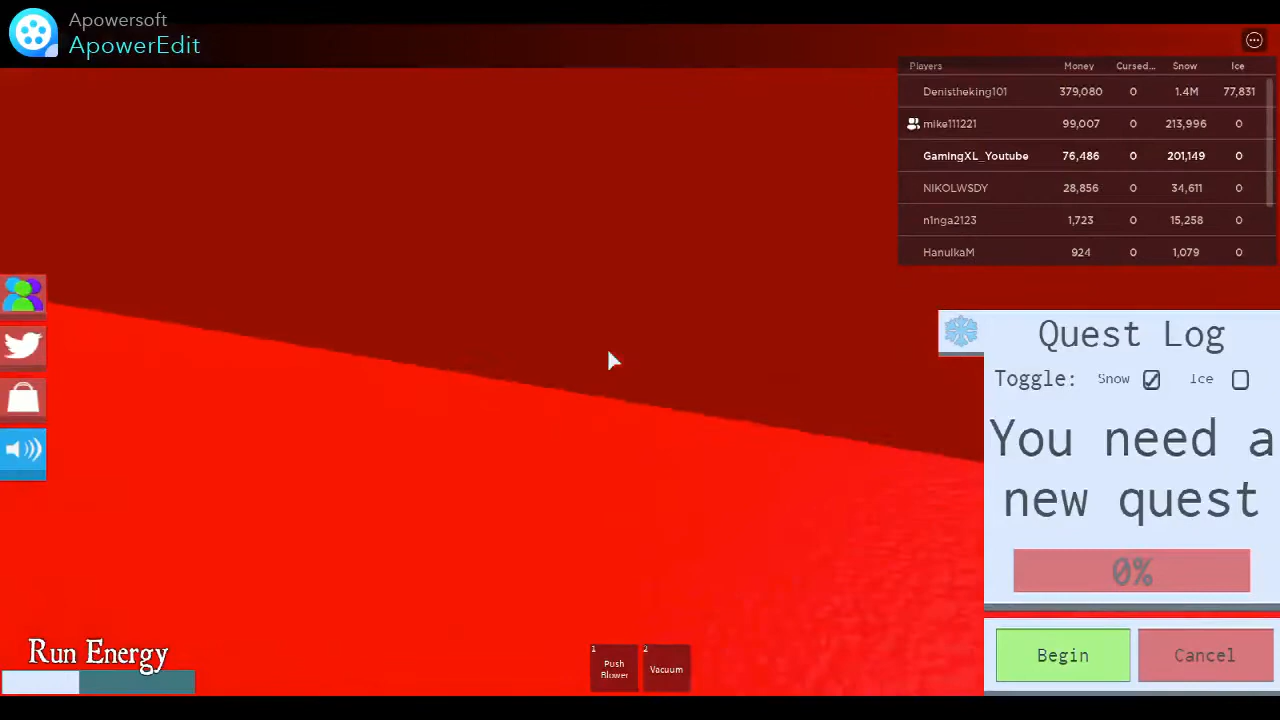 Apowersoft
ApowerEdit
Players Money Cursed... Snow Ice
Denistheking101 379,080 0 1.4M 77,831
mike111221 99,007 0 213,996 0
GamingXL_Youtube 76,486 0 201,149 0
NIKOLWSDY 28,856 0 34,611 0
n1nga2123 1,723 0 15,258 0
HanulkaM 924 0 1,079 0
Quest Log
Toggle: Snow Ice
You need a
new quest
0%
Begin Cancel
Run Energy
1 2
Push Vacuum
Blower